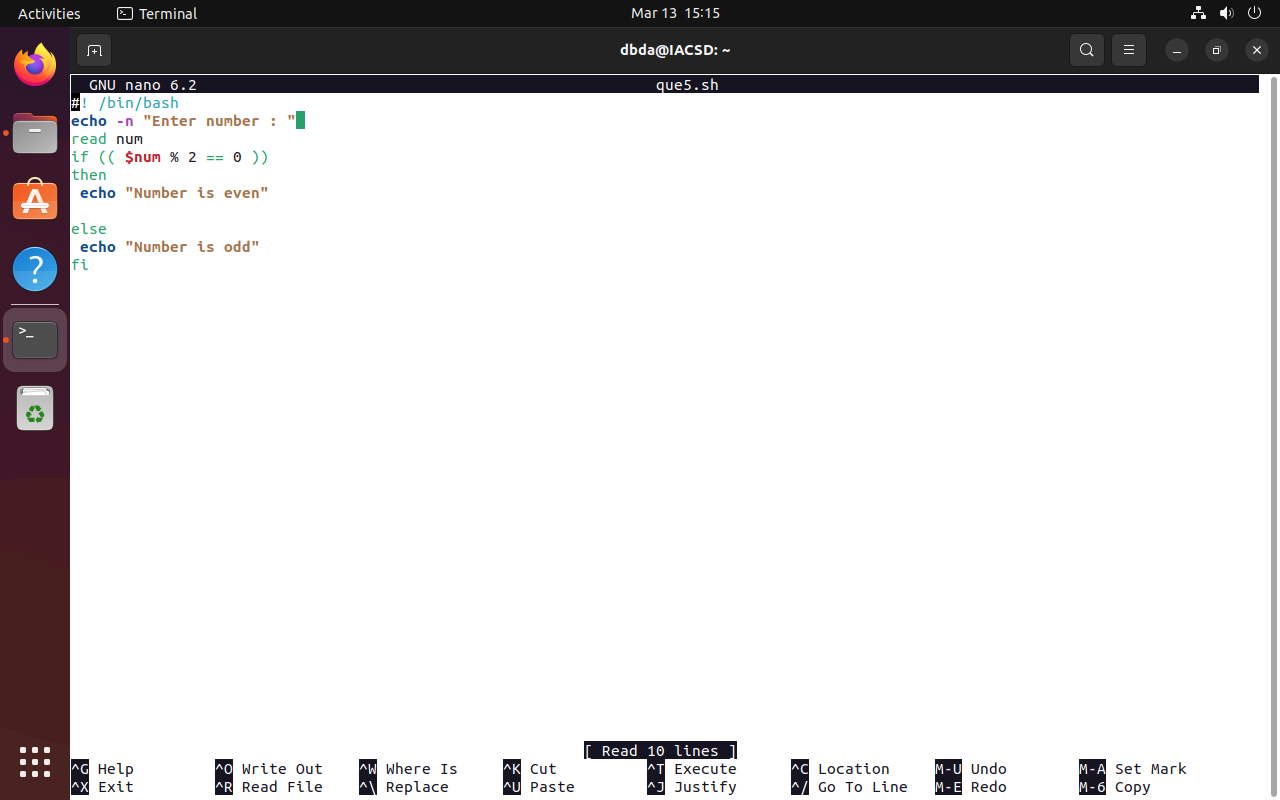 Activities Terminal Mar 13 15:15
dbda@IACSD: ~
GNU nano 6.2 que5.sh
#! /bin/bash
echo -n "Enter number : "
read num
if (( $num % 2 == 0 ))
then
 echo "Number is even"

else
 echo "Number is odd"
fi
[ Read 10 lines ]
^G Help ^O Write Out ^W Where Is ^K Cut ^T Execute ^C Location M-U Undo M-A Set Mark
^X Exit ^R Read File ^\ Replace ^U Paste ^J Justify ^/ Go To Line M-E Redo M-6 Copy